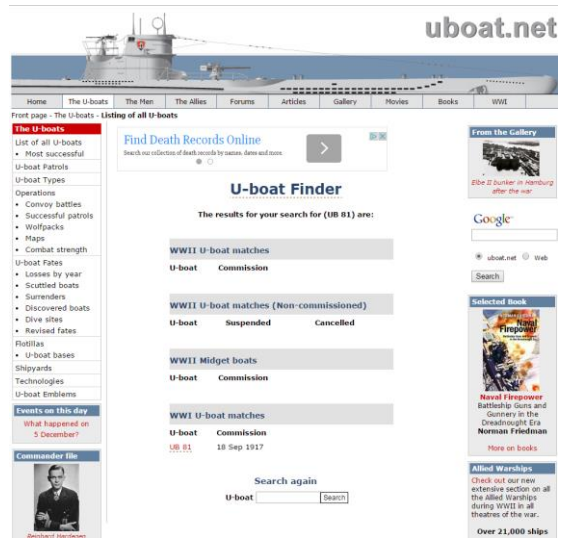 uboat.net
Home The U-boats The Men The Allies Forums Articles Gallery Movies Books WWI
Front page - The U-boats - Listing of all U-boats
The U-boats
List of all U-boats
• Most successful
U-boat Patrols
U-boat Types
Operations
• Convoy battles
• Successful patrols
• Wolfpacks
• Maps
• Combat strength
U-boat Fates
• Losses by year
• Scuttled boats
• Surrenders
• Discovered boats
• Dive sites
• Revised fates
Flotillas
• U-boat bases
Shipyards
Technologies
U-boat Emblems
Events on this day
What happened on
5 December?
Commander file
Reinhard Hardegen
Find Death Records Online
Search our collection of death records by names, dates and more.
U-boat Finder
The results for your search for (UB 81) are:
WWII U-boat matches
U-boat Commission
WWII U-boat matches (Non-commissioned)
U-boat Suspended Cancelled
WWII Midget boats
U-boat Commission
WWI U-boat matches
U-boat Commission
UB 81 18 Sep 1917
Search again
U-boat Search
From the Gallery
Elbe II bunker in Hamburg
after the war
Google
uboat.net Web
Search
Selected Book
Naval
Firepower
Naval Firepower
Battleship Guns and
Gunnery in the
Dreadnought Era
Norman Friedman
More on books
Allied Warships
Check out our new
extensive section on all
the Allied Warships
during WWII in all
theatres of the war.
Over 21,000 ships